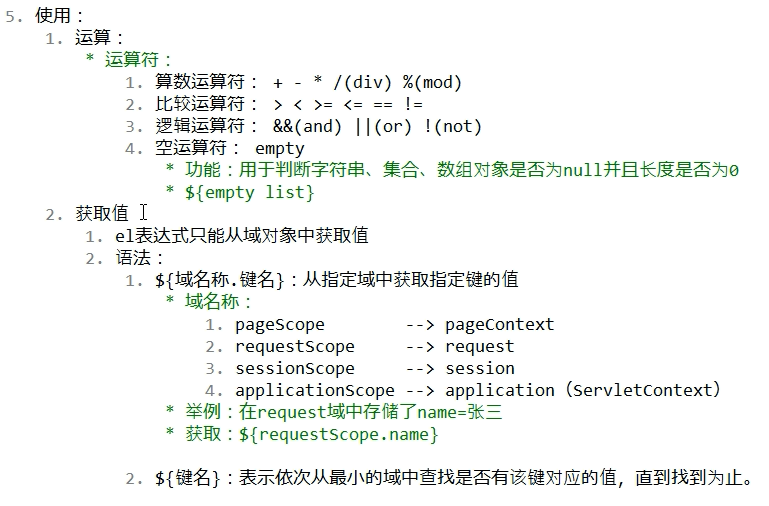 5. 使用：
1. 运算：
* 运算符：
1. 算数运算符： + - * /(div) %(mod)
2. 比较运算符： > < >= <= == !=
3. 逻辑运算符： &&(and) ||(or) !(not)
4. 空运算符： empty
* 功能：用于判断字符串、集合、数组对象是否为null并且长度是否为0
* ${empty list}
2. 获取值
1. el表达式只能从域对象中获取值
2. 语法：
1. ${域名称.键名}：从指定域中获取指定键的值
* 域名称：
1. pageScope --> pageContext
2. requestScope --> request
3. sessionScope --> session
4. applicationScope --> application（ServletContext）
* 举例：在request域中存储了name=张三
* 获取：${requestScope.name}
2. ${键名}：表示依次从最小的域中查找是否有该键对应的值，直到找到为止。